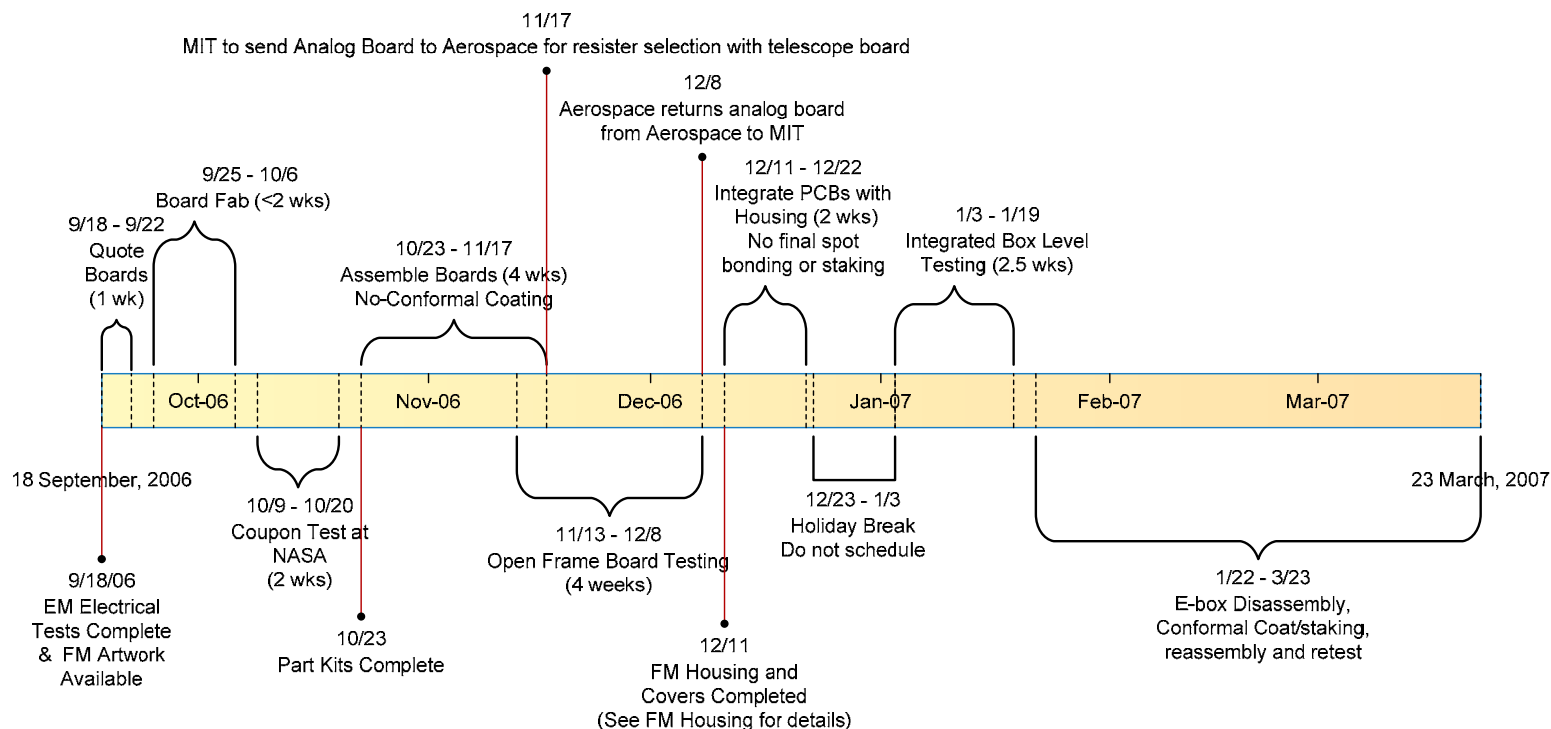 11/17
MIT to send Analog Board to Aerospace for resister selection with telescope board
12/8
Aerospace returns analog board
from Aerospace to MIT
9/25 - 10/6
Board Fab (<2 wks)
9/18 - 9/22
Quote
Boards
(1 wk)
10/23 - 11/17
Assemble Boards (4 wks)
No-Conformal Coating
12/11 - 12/22
Integrate PCBs with
Housing (2 wks)
No final spot
bonding or staking
1/3 - 1/19
Integrated Box Level
Testing (2.5 wks)
Oct-06
Nov-06
Dec-06
Jan-07
Feb-07
Mar-07
18 September, 2006
23 March, 2007
10/9 - 10/20
Coupon Test at
NASA
(2 wks)
11/13 - 12/8
Open Frame Board Testing
(4 weeks)
12/23 - 1/3
Holiday Break
Do not schedule
1/22 - 3/23
E-box Disassembly,
Conformal Coat/staking,
reassembly and retest
9/18/06
EM Electrical
Tests Complete
& FM Artwork
Available
10/23
Part Kits Complete
12/11
FM Housing and
Covers Completed
(See FM Housing for details)